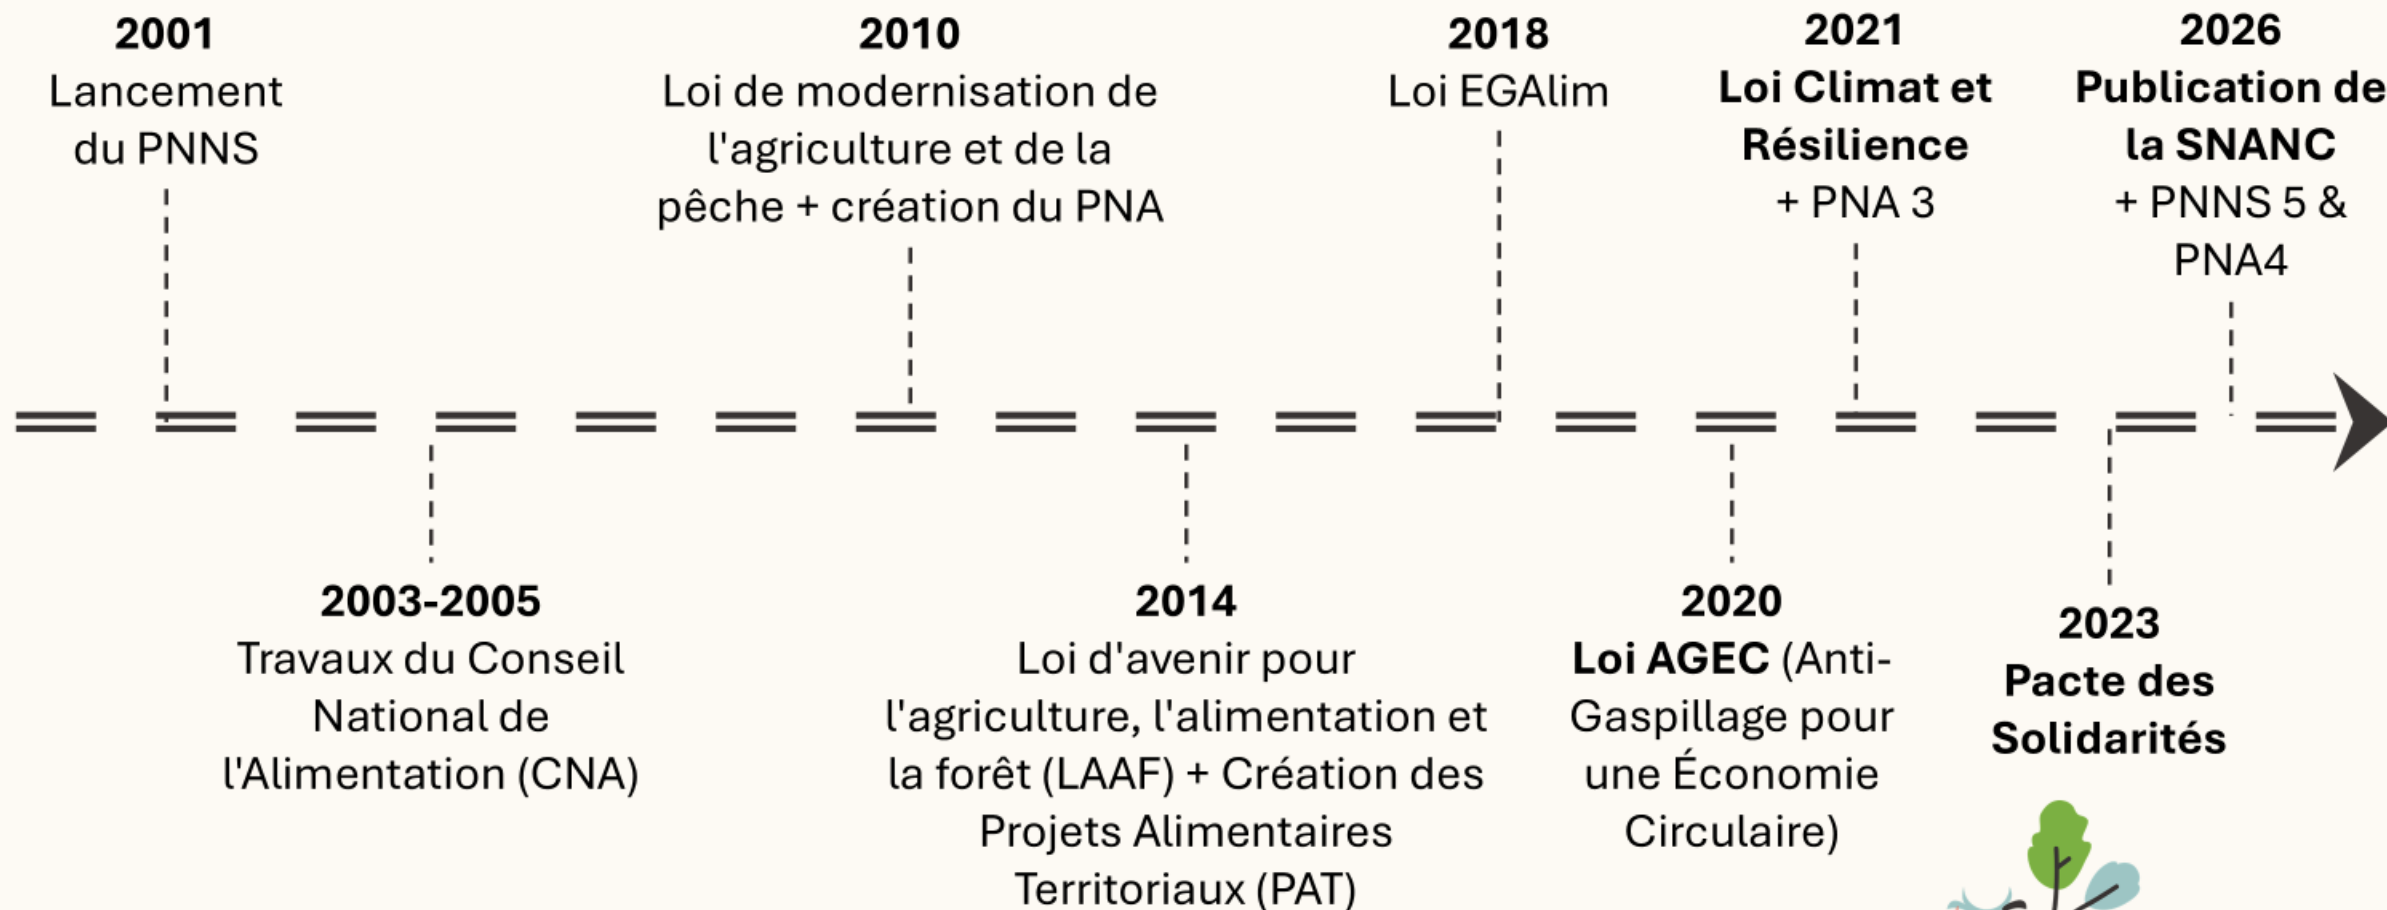 2001
Lancement
du PNNS
2010
Loi de modernisation de
l'agriculture et de la
pêche + création du PNA
2018
Loi EGAlim
2021
Loi Climat et
Résilience
+ PNA 3
2026
Publication de
la SNANC
+ PNNS 5 &
PNA4
2003-2005
Travaux du Conseil
National de
l'Alimentation (CNA)
2014
Loi d'avenir pour
l'agriculture, l'alimentation et
la forêt (LAAF) + Création des
Projets Alimentaires
Territoriaux (PAT)
2020
Loi AGEC (Anti-
Gaspillage pour
une Économie
Circulaire)
2023
Pacte des
Solidarités